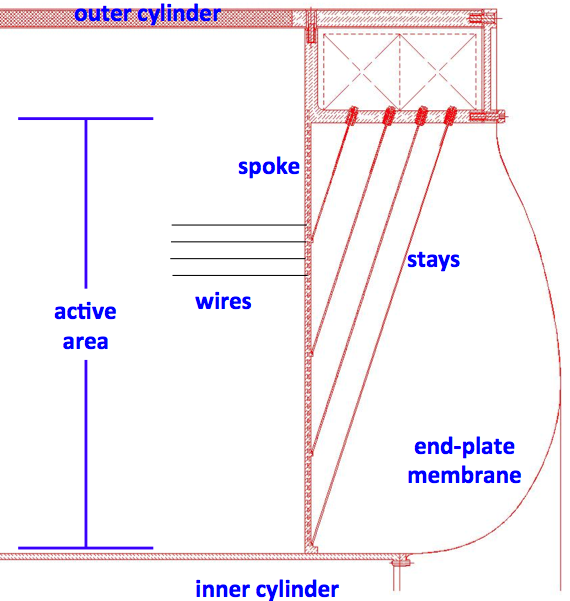 outer cylinder
spoke
stays
wires
active
area
end-plate
membrane
inner cylinder